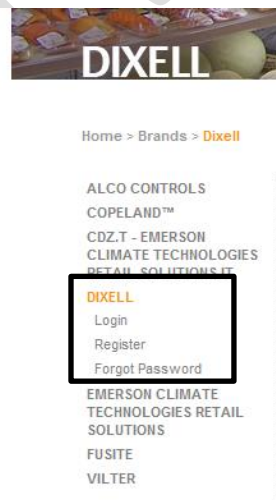 DIXELL
Home > Brands > Dixell
ALCO CONTROLS
COPELAND™
CDZ.T - EMERSON
CLIMATE TECHNOLOGIES
RETAIL SOLUTIONS IT
DIXELL
Login
Register
Forgot Password
EMERSON CLIMATE
TECHNOLOGIES RETAIL
SOLUTIONS
FUSITE
VILTER